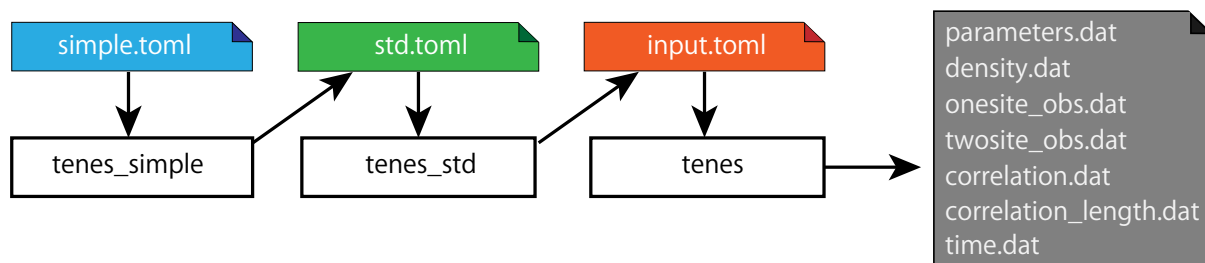 simple.toml
std.toml
input.toml
tenes_simple
tenes_std
tenes
parameters.dat
density.dat
onesite_obs.dat
twosite_obs.dat
correlation.dat
correlation_length.dat
time.dat